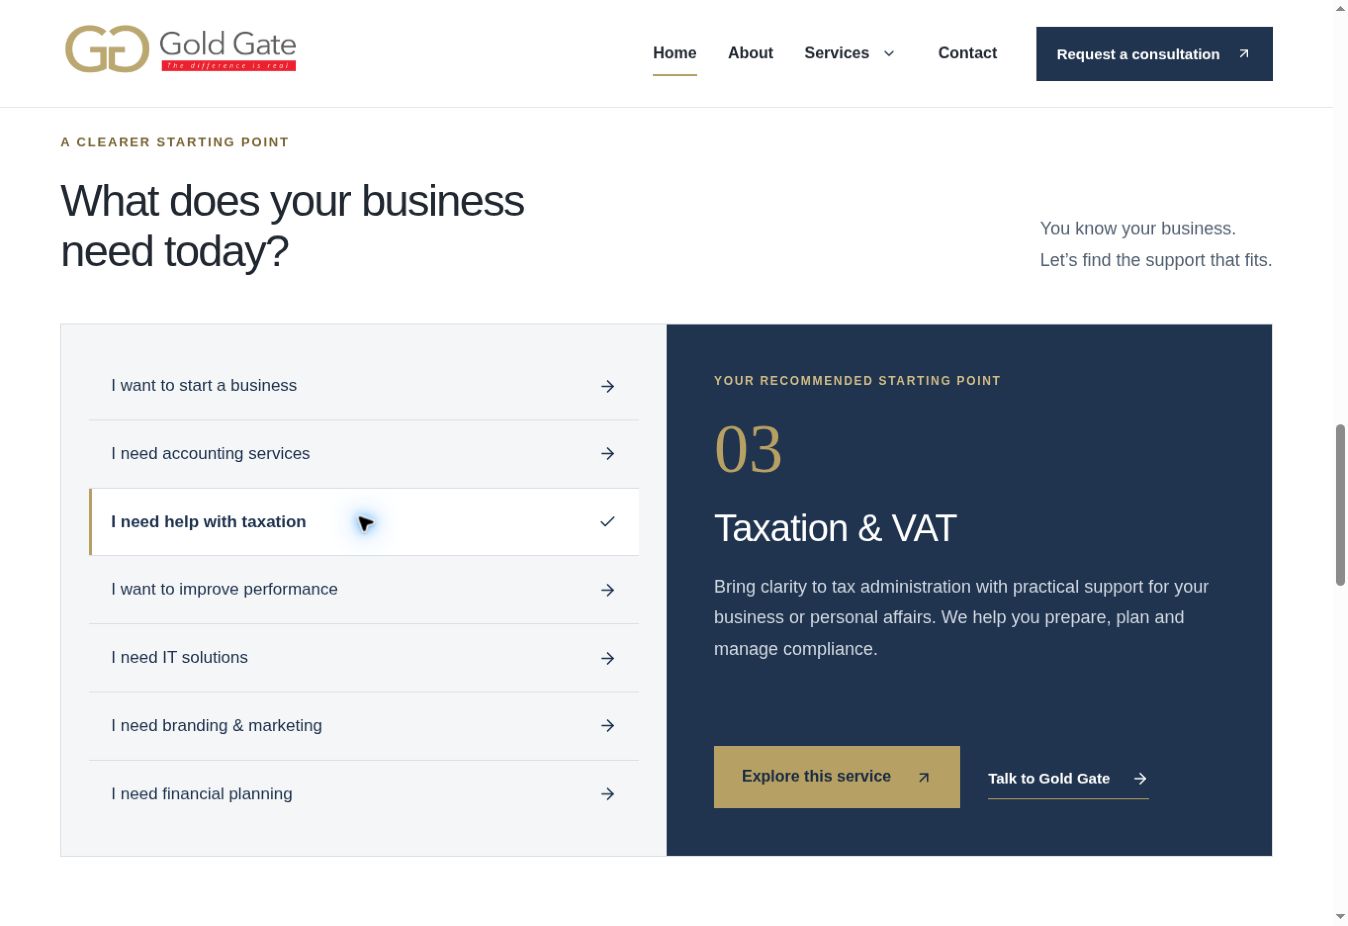 Gold Gate
The difference is real
Home
About
Services
Contact
Request a consultation
A CLEARER STARTING POINT
What does your business
need today?
You know your business.
Let’s find the support that fits.
I want to start a business
I need accounting services
I need help with taxation
I want to improve performance
I need IT solutions
I need branding & marketing
I need financial planning
YOUR RECOMMENDED STARTING POINT
03
Taxation & VAT
Bring clarity to tax administration with practical support for your
business or personal affairs. We help you prepare, plan and
manage compliance.
Explore this service
Talk to Gold Gate